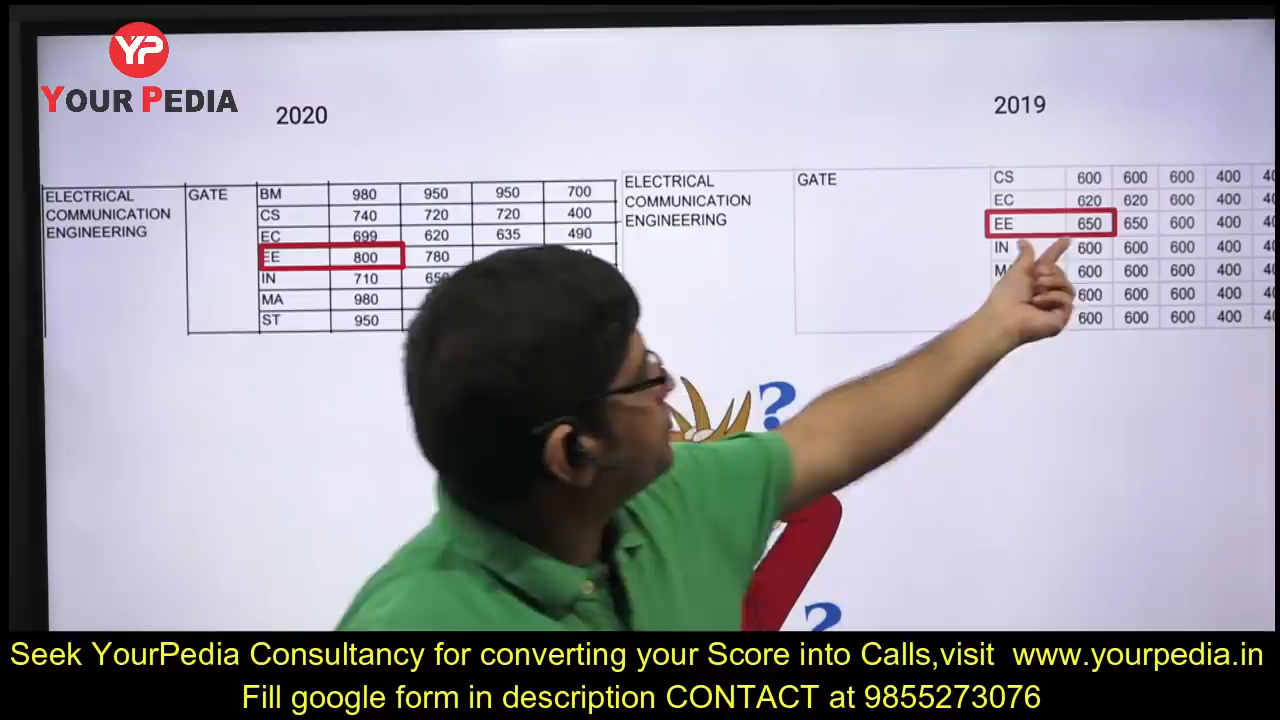 YP
YOUR PEDIA
2020
2019
ELECTRICAL COMMUNICATION ENGINEERING
GATE
BM 980 950 950 700
CS 740 720 720 400
EC 699 620 635 490
EE 800 780
IN 710
MA 980
ST 950
ELECTRICAL COMMUNICATION ENGINEERING
GATE
CS 600 600 600 400
EC 620 620 600 400
EE 650 650 600 400
IN 600 600 600 400
600 600 600 400
600 600 600 400
600 600 600 400
?
?
Seek YourPedia Consultancy for converting your Score into Calls,visit www.yourpedia.in
Fill google form in description CONTACT at 9855273076